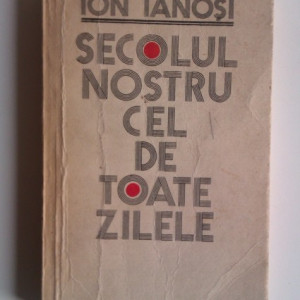 ION IANOȘI
SECOLUL
NOSTRU
CEL
DE
TOATE
ZILELE